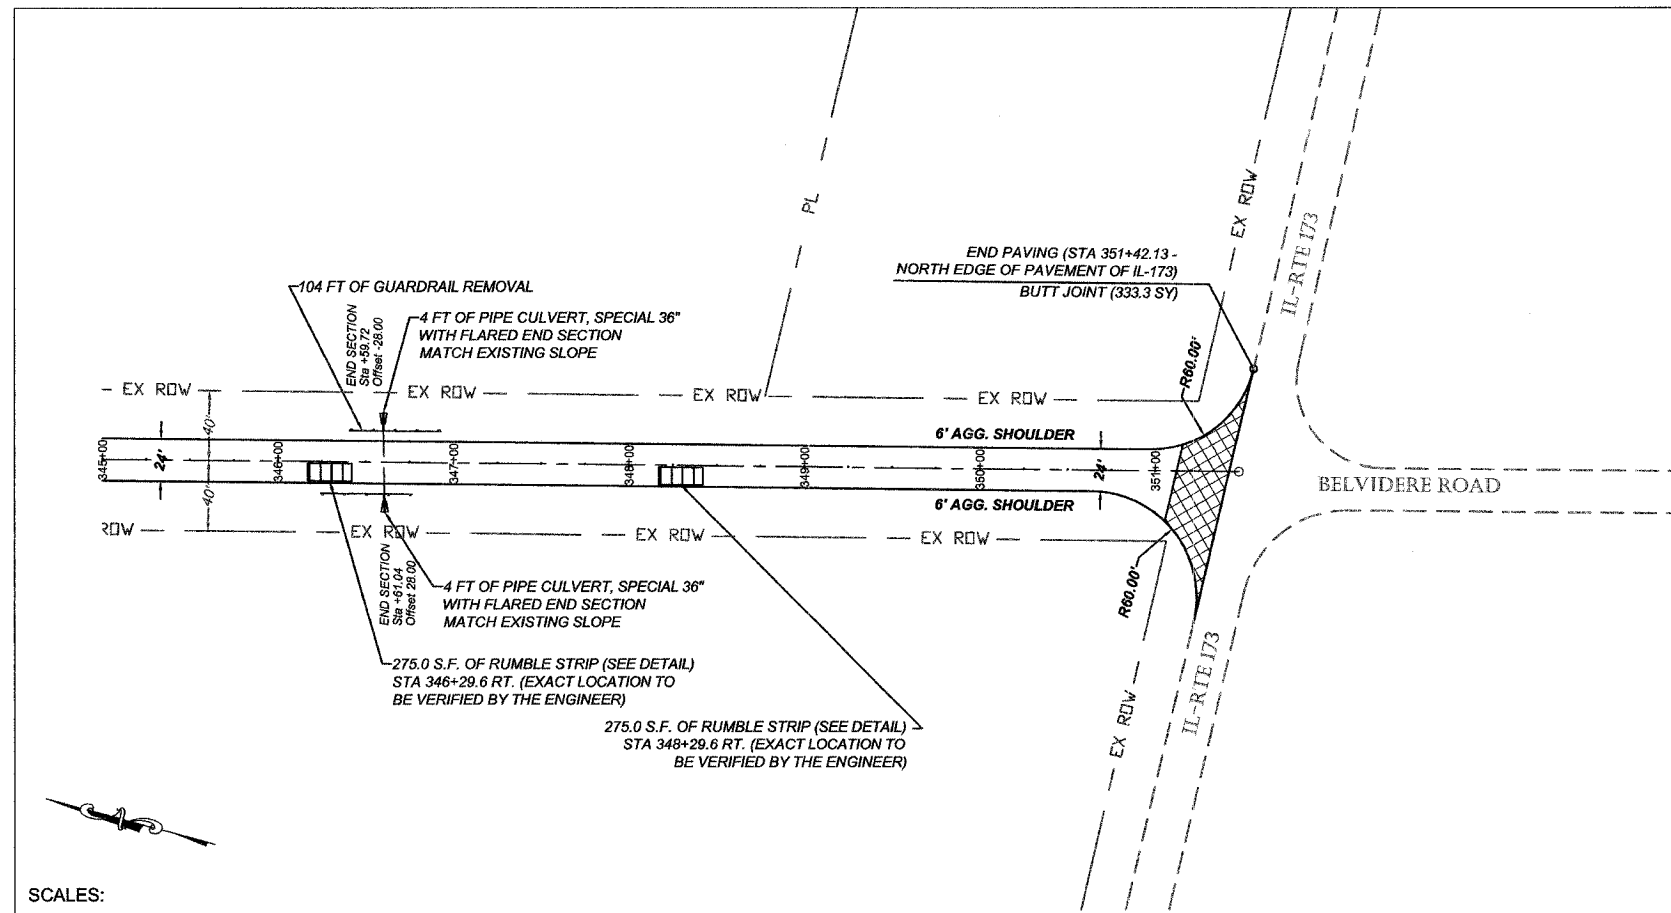 PL
EX ROW
IL-RTE 173
END PAVING (STA 351+42.13 -
NORTH EDGE OF PAVEMENT OF IL-173)
BUTT JOINT (333.3 SY)
104 FT OF GUARDRAIL REMOVAL
END SECTION
Sta +59.72
Offset -28.00
4 FT OF PIPE CULVERT, SPECIAL 36"
WITH FLARED END SECTION
MATCH EXISTING SLOPE
R60.00'
EX ROW
EX ROW
EX ROW
EX ROW
40'
40'
24'
6' AGG. SHOULDER
24'
345+00
346+00
347+00
348+00
349+00
350+00
351+00
6' AGG. SHOULDER
BELVIDERE ROAD
ROW
EX ROW
EX ROW
EX ROW
END SECTION
Sta +61.04
Offset 28.00
4 FT OF PIPE CULVERT, SPECIAL 36"
WITH FLARED END SECTION
MATCH EXISTING SLOPE
R60.00'
275.0 S.F. OF RUMBLE STRIP (SEE DETAIL)
STA 346+29.6 RT. (EXACT LOCATION TO
BE VERIFIED BY THE ENGINEER)
275.0 S.F. OF RUMBLE STRIP (SEE DETAIL)
STA 348+29.6 RT. (EXACT LOCATION TO
BE VERIFIED BY THE ENGINEER)
IL-RTE 173
EX ROW
SCALES: